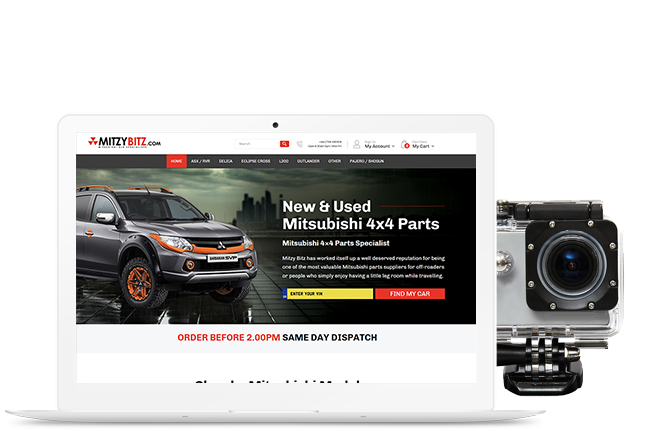 MITZYBITZ.COM
Search
My Account
My Cart
HOME ASX / RVR DELICA ECLIPSE CROSS L200 OUTLANDER OTHER PAJERO / SHOGUN
New & Used
Mitsubishi 4x4 Parts
Mitsubishi 4x4 Parts Specialist
Mitzy Bitz has worked itself up a well deserved reputation for being
one of the most valuable Mitsubishi parts suppliers for off-roaders
or people who simply enjoy having a little leg room while travelling.
ENTER YOUR VIN FIND MY CAR
BARBARIAN SVP
ORDER BEFORE 2.00PM SAME DAY DISPATCH